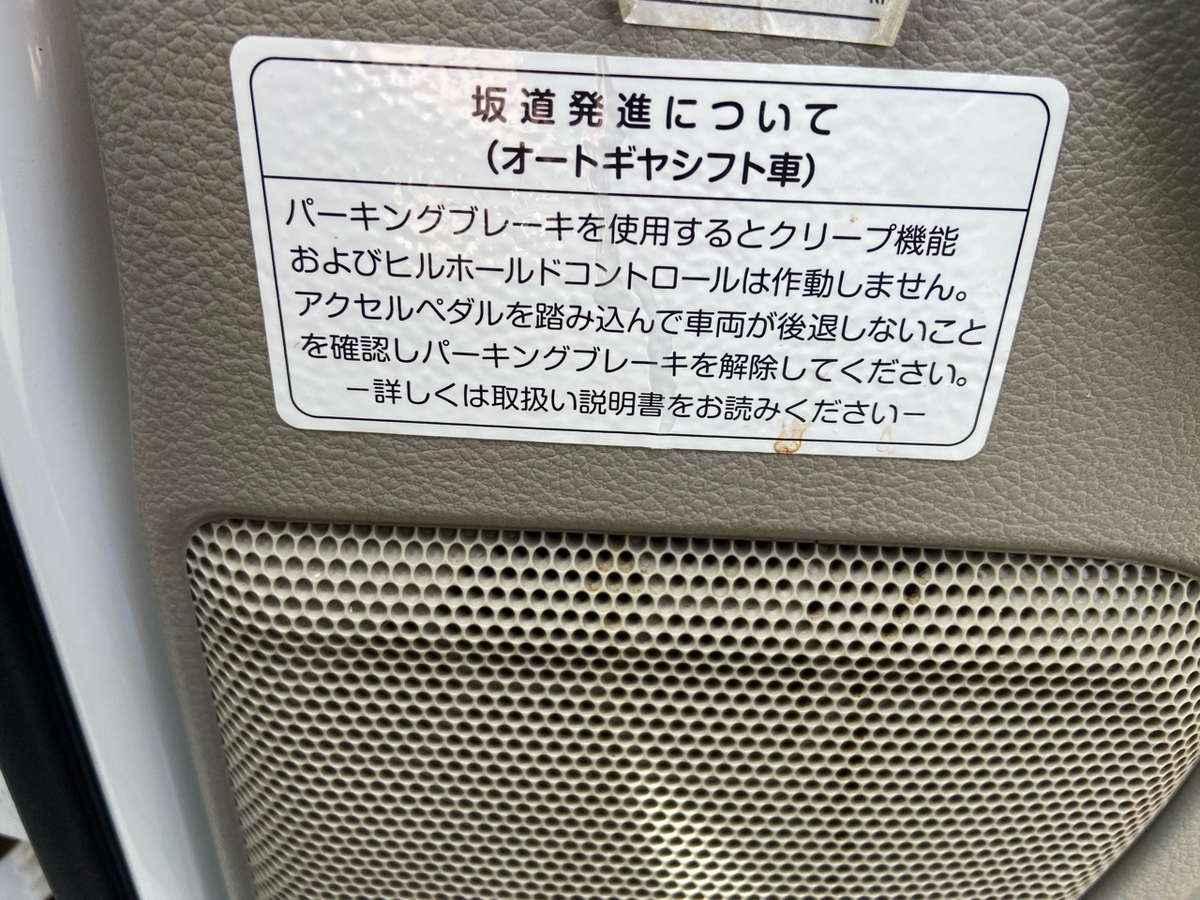 坂道発進について
(オートギヤシフト車)
パーキングブレーキを使用するとクリープ機能
およびヒルホールドコントロールは作動しません。
アクセルペダルを踏み込んで車両が後退しないこと
を確認しパーキングブレーキを解除してください。
ー詳しくは取扱い説明書をお読みくださいー